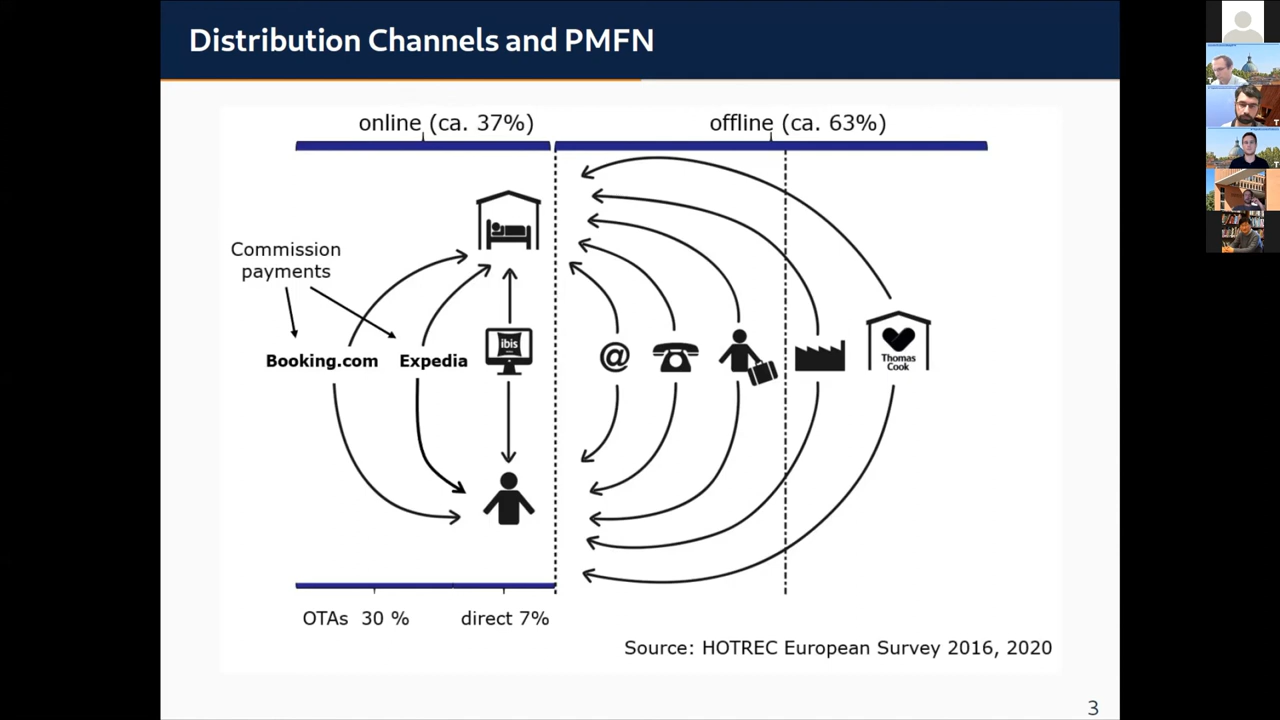 Distribution Channels and PMFN
online (ca. 37%)
offline (ca. 63%)
Commission
payments
Booking.com
Expedia
ibis
@
Thomas
Cook
OTAs 30 %
direct 7%
Source: HOTREC European Survey 2016, 2020
3